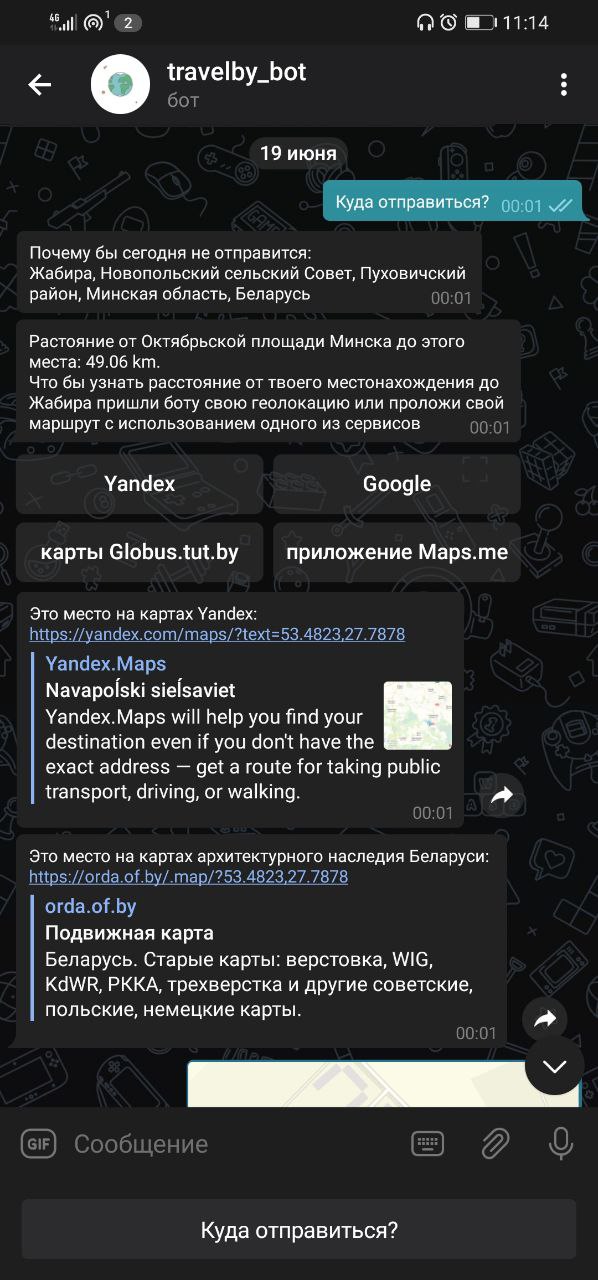 4G 1 2 11:14
travelby_bot
бот
19 июня
Куда отправиться? 00:01
Почему бы сегодня не отправится:
Жабира, Новопольский сельский Совет, Пуховичский
район, Минская область, Беларусь 00:01
Растояние от Октябрьской площади Минска до этого
места: 49.06 km.
Что бы узнать расстояние от твоего местонахождения до
Жабира пришли боту свою геолокацию или проложи свой
маршрут с использованием одного из сервисов 00:01
Yandex Google
карты Globus.tut.by приложение Maps.me
Это место на картах Yandex:
https://yandex.com/maps/?text=53.4823,27.7878
Yandex.Maps
Navapoĺski sieĺsaviet
Yandex.Maps will help you find your
destination even if you don't have the
exact address — get a route for taking public
transport, driving, or walking.
00:01
Это место на картах архитектурного наследия Беларуси:
https://orda.of.by/.map/?53.4823,27.7878
orda.of.by
Подвижная карта
Беларусь. Старые карты: верстовка, WIG,
KdWR, РККА, трехверстка и другие советские,
польские, немецкие карты.
00:01
GIF Сообщение
Куда отправиться?